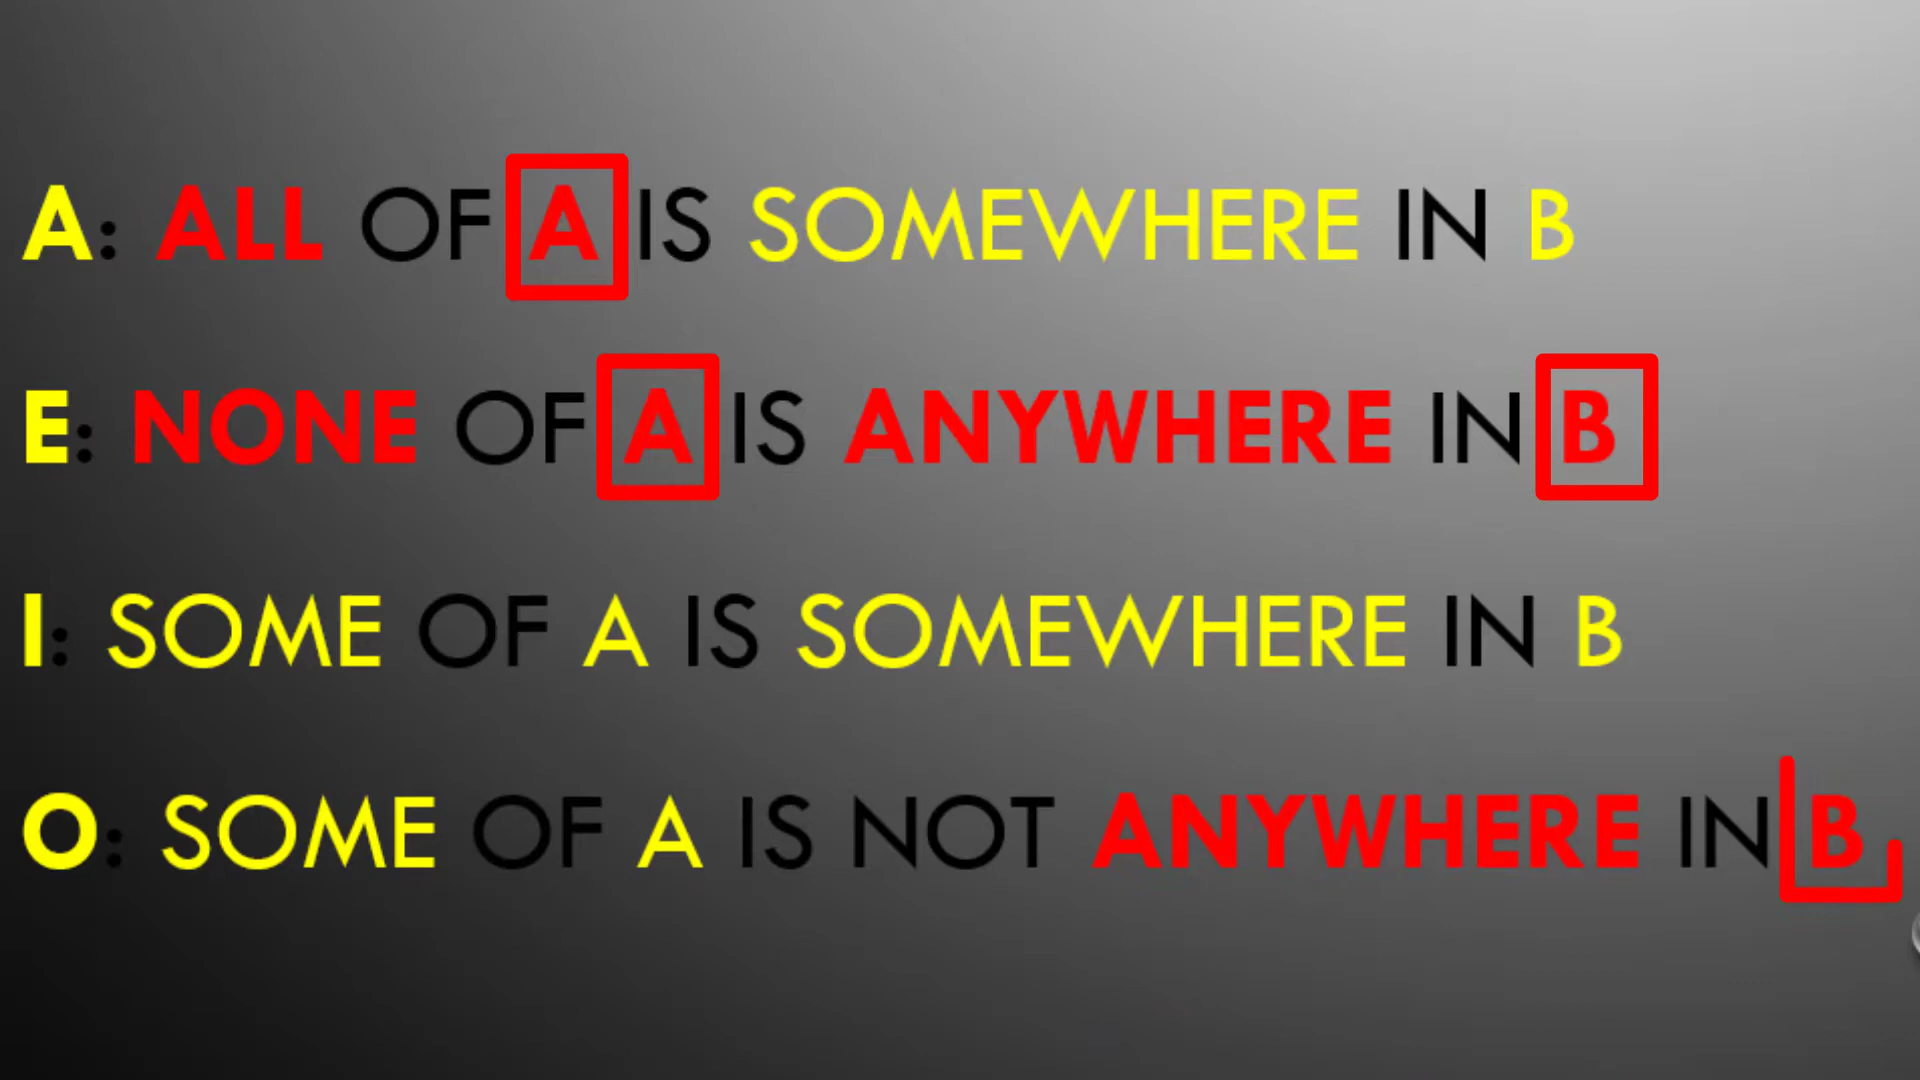 A: ALL OF A IS SOMEWHERE IN B
E: NONE OF A IS ANYWHERE IN B
I: SOME OF A IS SOMEWHERE IN B
O: SOME OF A IS NOT ANYWHERE IN B